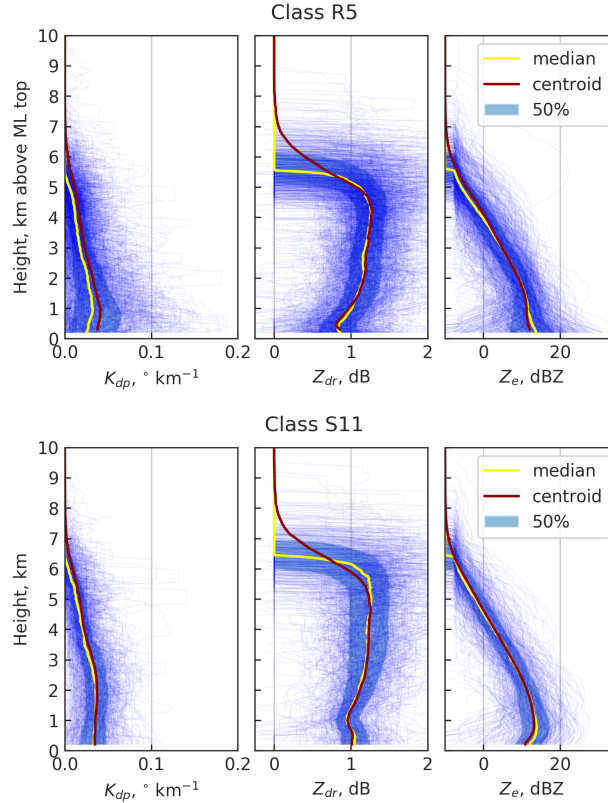 Class R5
10
9
8
7
6
5
4
3
2
1
0
Height, km above ML top
0.0 0.1 0.2
0 1 2
0 20
K_dp, ° km⁻¹
Z_dr, dB
Z_e, dBZ
median
centroid
50%
Class S11
10
9
8
7
6
5
4
3
2
1
0
Height, km
0.0 0.1 0.2
0 1 2
0 20
K_dp, ° km⁻¹
Z_dr, dB
Z_e, dBZ
median
centroid
50%